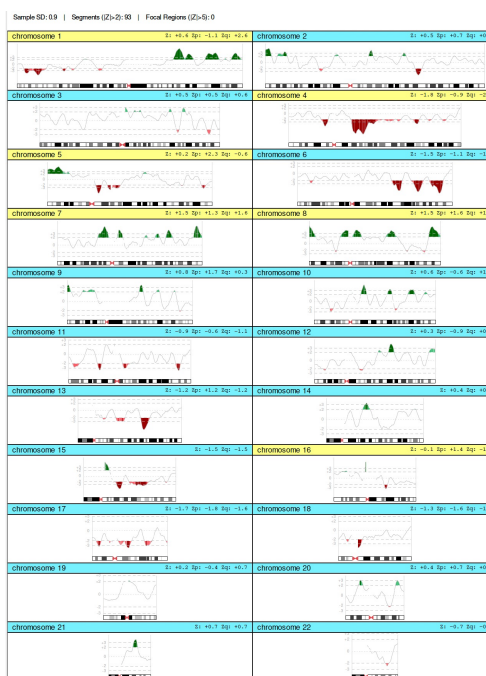 Sample SD: 0.9 | Segments (|Z|>2): 93 | Focal Regions (|Z|>5): 0
chromosome 1 Z: +0.6 Zp: -1.1 Zq: +2.6
chromosome 2 Z: +0.5 Zp: +0.7 Zq: +0
chromosome 3 Z: +0.5 Zp: +0.5 Zq: +0.6
chromosome 4 Z: -1.8 Zp: -0.9 Zq: -2
chromosome 5 Z: +0.2 Zp: +2.3 Zq: -0.6
chromosome 6 Z: -1.5 Zp: -1.1 Zq: -1
chromosome 7 Z: +1.5 Zp: +1.3 Zq: +1.6
chromosome 8 Z: +1.5 Zp: +1.6 Zq: +1
chromosome 9 Z: +0.8 Zp: +1.7 Zq: +0.3
chromosome 10 Z: +0.6 Zp: -0.6 Zq: +1
chromosome 11 Z: -0.9 Zp: -0.6 Zq: -1.1
chromosome 12 Z: +0.3 Zp: -0.9 Zq: +0
chromosome 13 Z: -1.2 Zp: +1.2 Zq: -1.2
chromosome 14 Z: +0.4 Zp: +0.4
chromosome 15 Z: -1.5 Zp: -1.5
chromosome 16 Z: -0.1 Zp: +1.4 Zq: -1
chromosome 17 Z: -1.7 Zp: -1.8 Zq: -1.6
chromosome 18 Z: -1.3 Zp: -1.6 Zq: -1
chromosome 19 Z: +0.2 Zp: -0.4 Zq: +0.7
chromosome 20 Z: +0.4 Zp: +0.7 Zq: +0
chromosome 21 Z: +0.7 Zp: +0.7
chromosome 22 Z: -0.7 Zp: -0